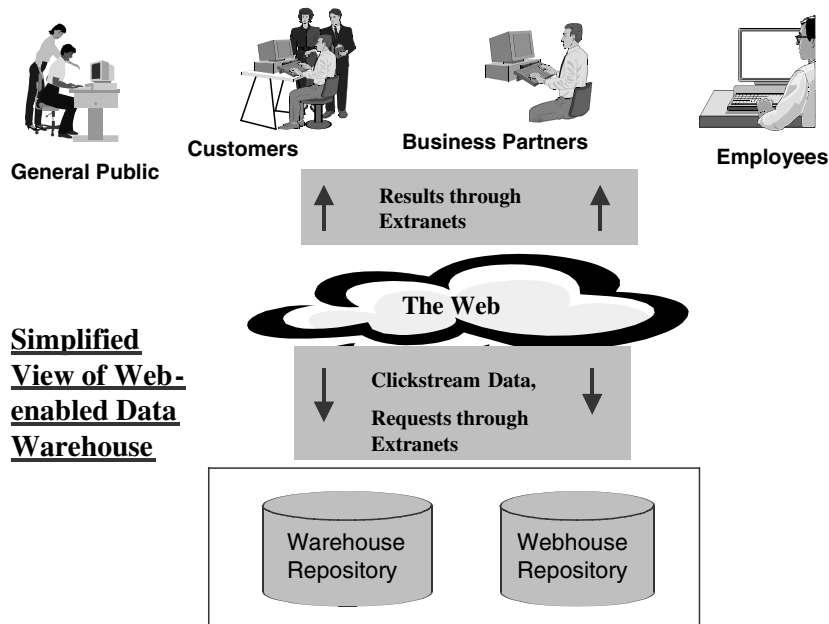 General Public
Customers
Business Partners
Employees
Results through
Extranets
The Web
Simplified
View of Web-
enabled Data
Warehouse
Clickstream Data,
Requests through
Extranets
Warehouse
Repository
Webhouse
Repository